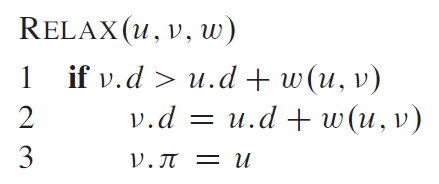 RELAX(u, v, w)
1 if v.d > u.d + w(u, v)
2 v.d = u.d + w(u, v)
3 v.π = u